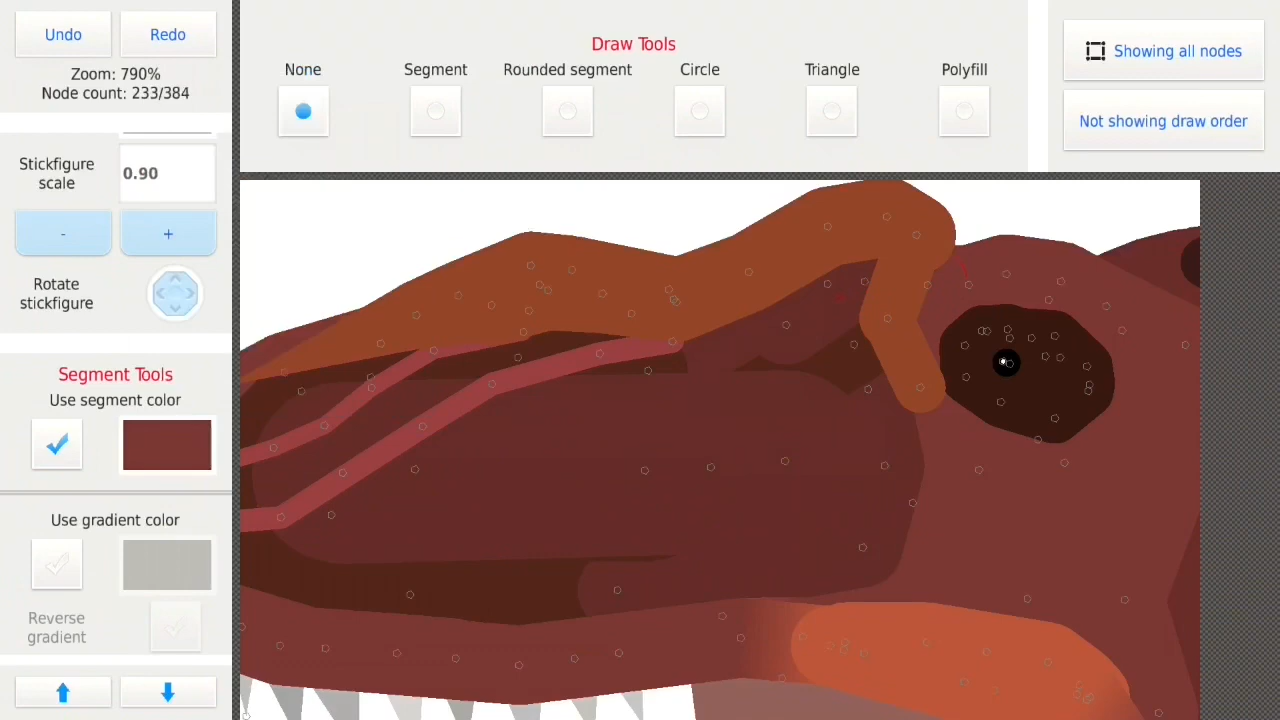 Undo
Redo
Zoom: 790%
Node count: 233/384
Stickfigure
scale
0.90
-
+
Rotate
stickfigure
Segment Tools
Use segment color
Use gradient color
Reverse
gradient
Draw Tools
None
Segment
Rounded segment
Circle
Triangle
Polyfill
Showing all nodes
Not showing draw order